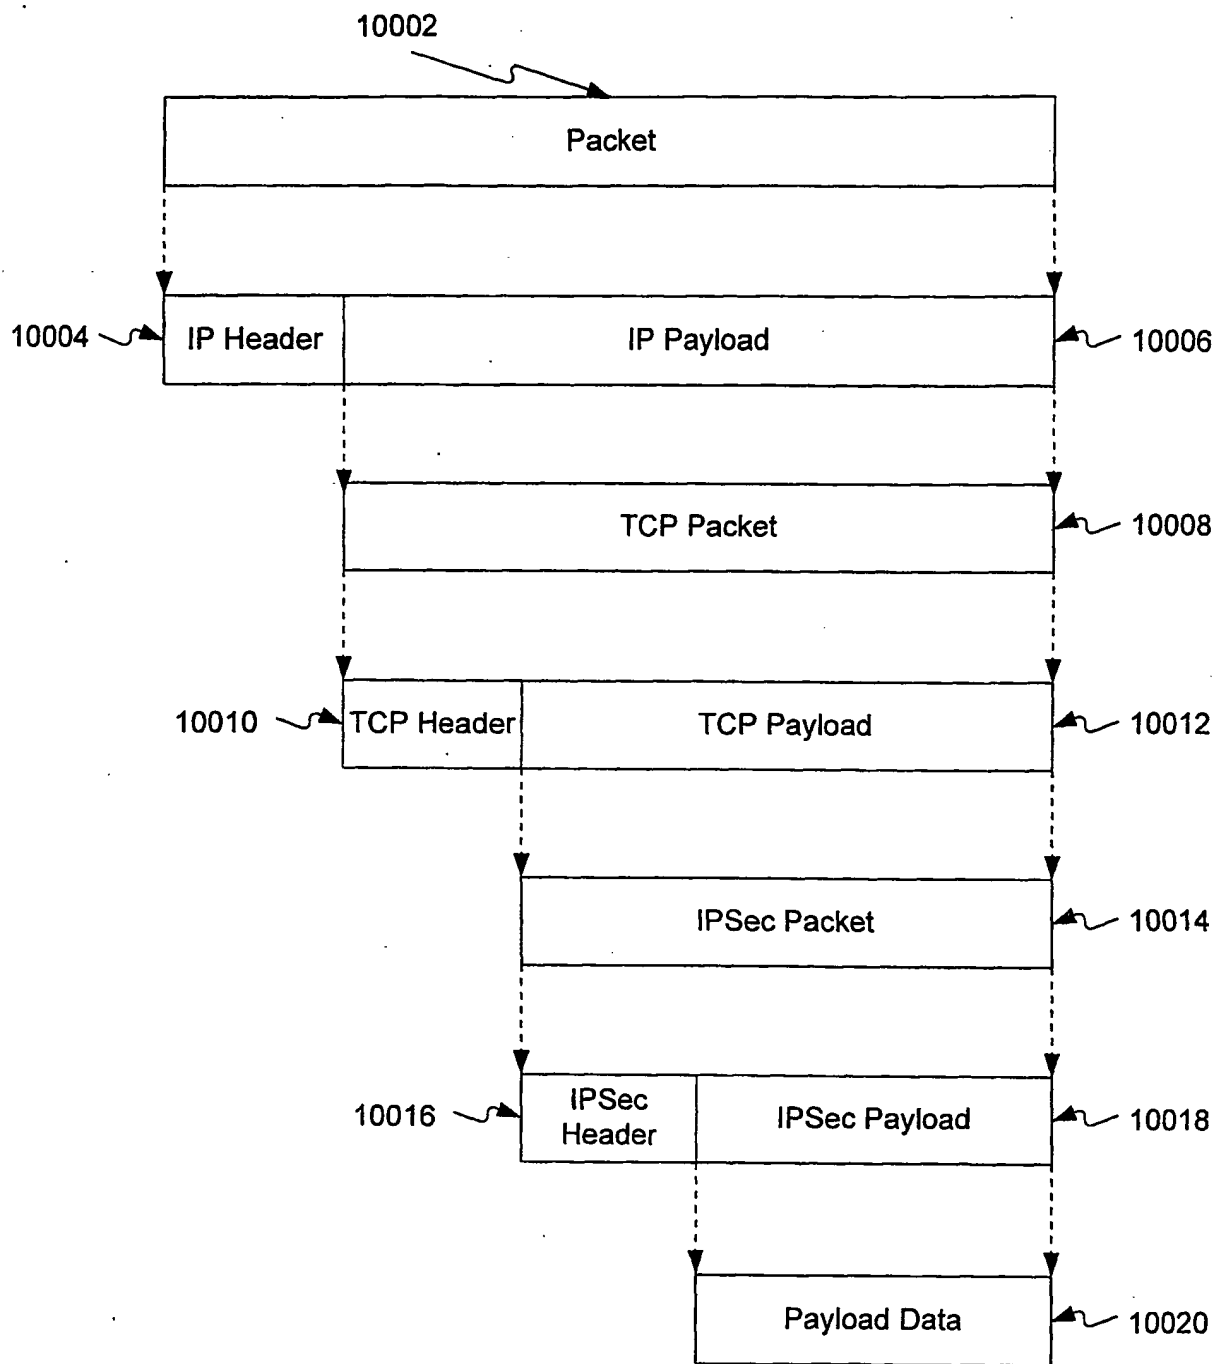 10002
Packet
10004
IP Header
IP Payload
10006
TCP Packet
10008
10010
TCP Header
TCP Payload
10012
IPSec Packet
10014
10016
IPSec
Header
IPSec Payload
10018
Payload Data
10020